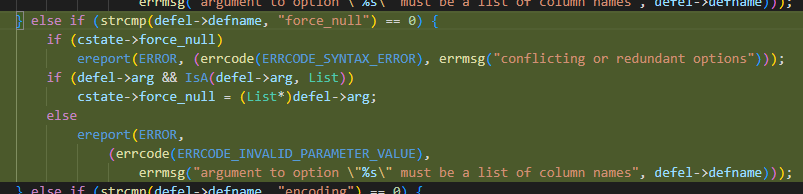 errmsg("argument to option \"%s\" must be a list of column names", defel->defname)));
} else if (strcmp(defel->defname, "force_null") == 0) {
if (cstate->force_null)
ereport(ERROR, (errcode(ERRCODE_SYNTAX_ERROR), errmsg("conflicting or redundant options")));
if (defel->arg && IsA(defel->arg, List))
cstate->force_null = (List*)defel->arg;
else
ereport(ERROR,
(errcode(ERRCODE_INVALID_PARAMETER_VALUE),
errmsg("argument to option \"%s\" must be a list of column names", defel->defname)));
} else if (strcmp(defel->defname, "encoding") == 0) {